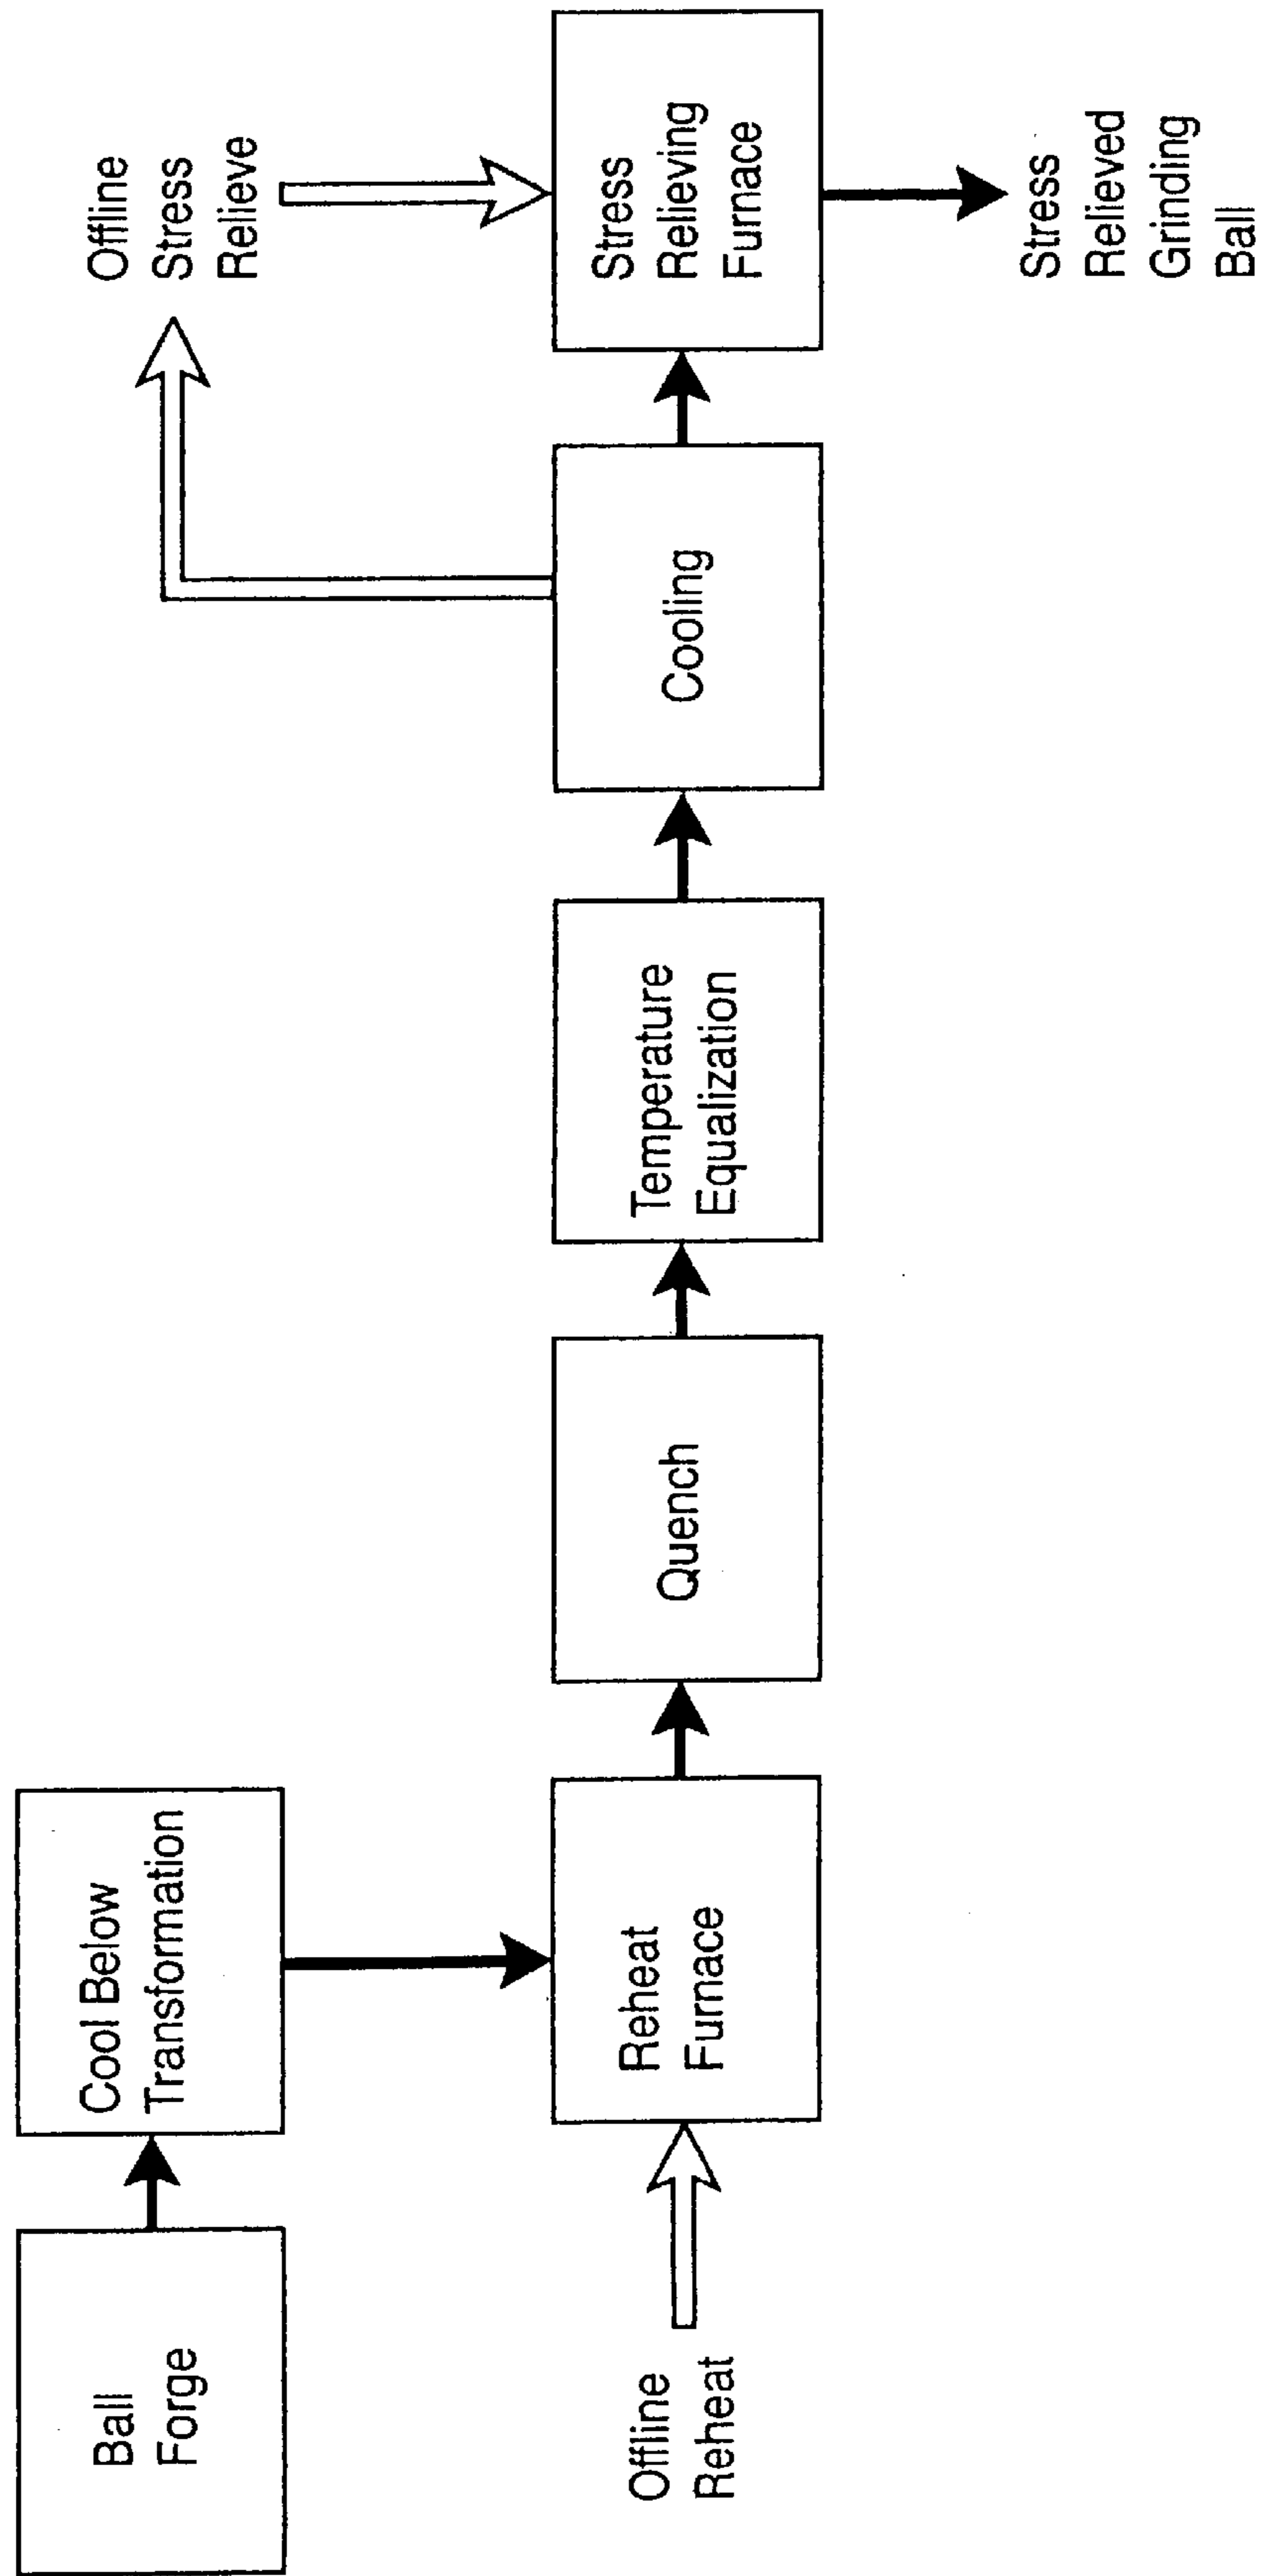 Ball
Forge
Cool Below
Transformation
Offline
Reheat
Reheat
Furnace
Quench
Temperature
Equalization
Cooling
Offline
Stress
Relieve
Stress
Relieving
Furnace
Stress
Relieved
Grinding
Ball